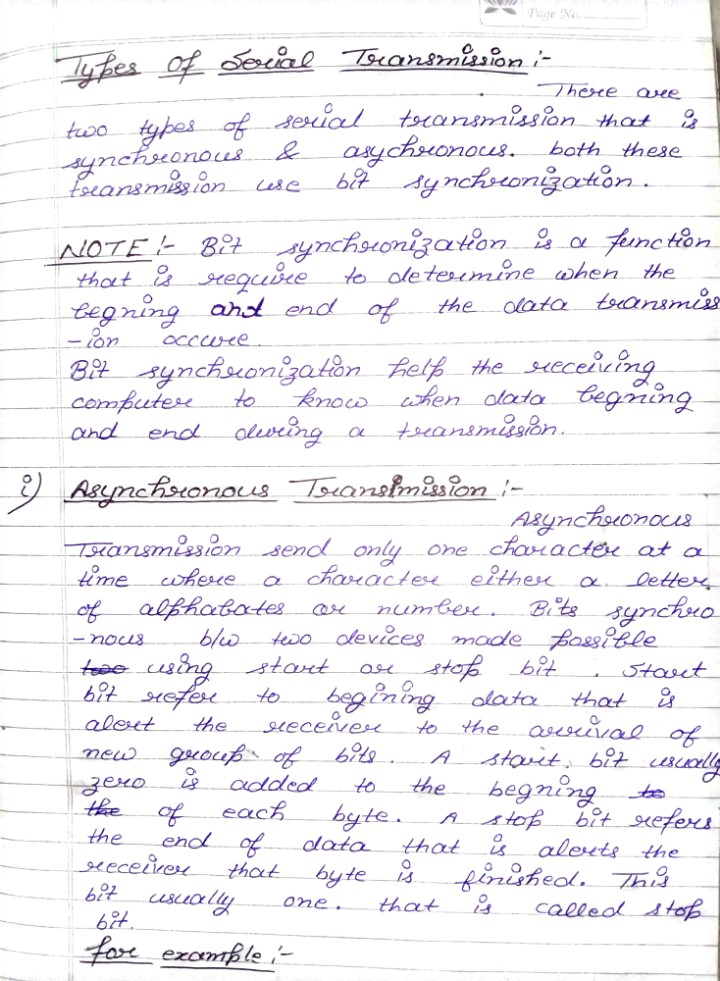 Page No.
Types of Serial Transmission :-
There are
two types of serial transmission that is
synchronous & asychronous. both these
transmission use bit synchronization.
NOTE :- Bit synchronization is a function
that is require to determine when the
begning and end of the data transmiss
-ion occure.
Bit synchronization help the receiving
computer to know when data begning
and end during a transmission.
i) Asynchronous Transmission :-
Asynchronous
Transmission send only one character at a
time where a character either a letter
of alphabates or number. Bits synchro
-nous b/w two devices made possible
two using start or stop bit . Start
bit refer to begining data that is
alert the receiver to the arrival of
new group of bits. A start bit usually
zero is added to the begning to
the of each byte. A stop bit refers
the end of data that is alerts the
receiver that byte is finished. This
bit usually one. that is called stop
bit.
for example :-